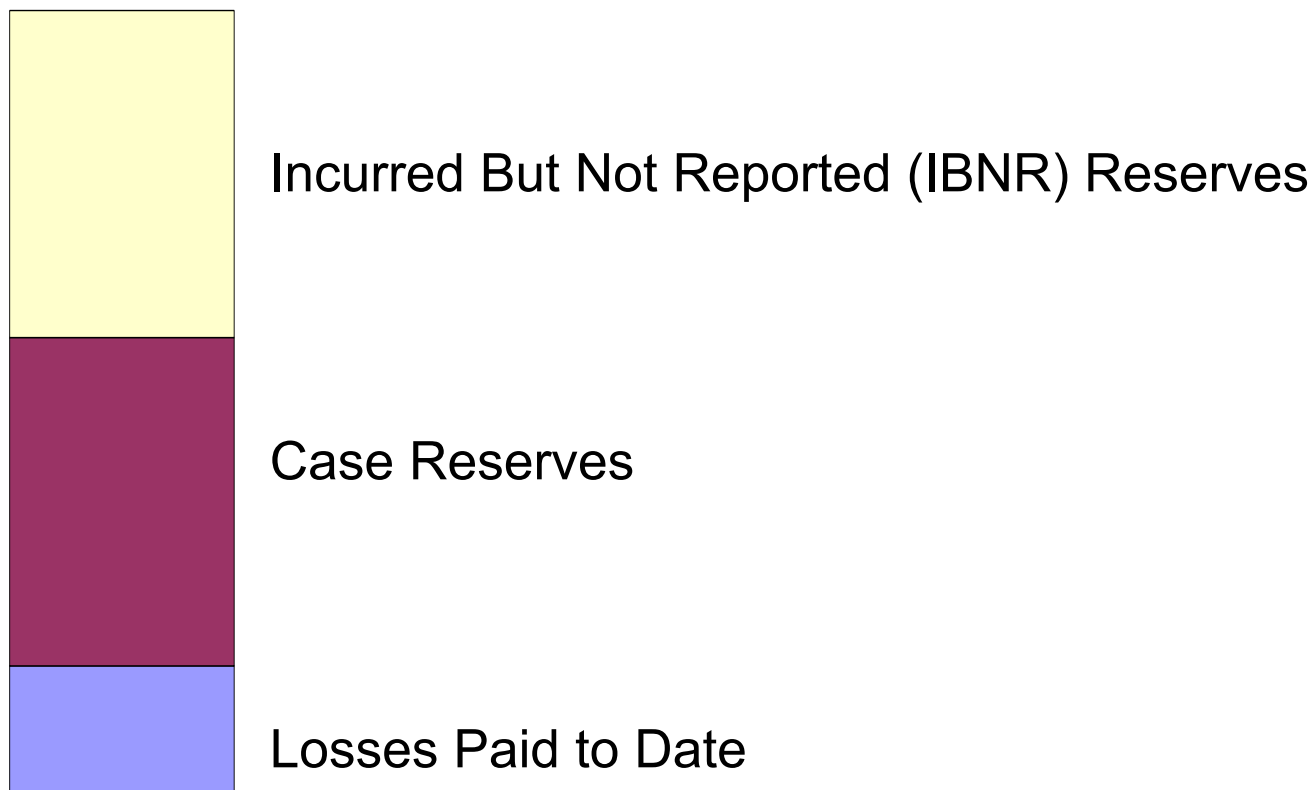 Incurred But Not Reported (IBNR) Reserves
Case Reserves
Losses Paid to Date